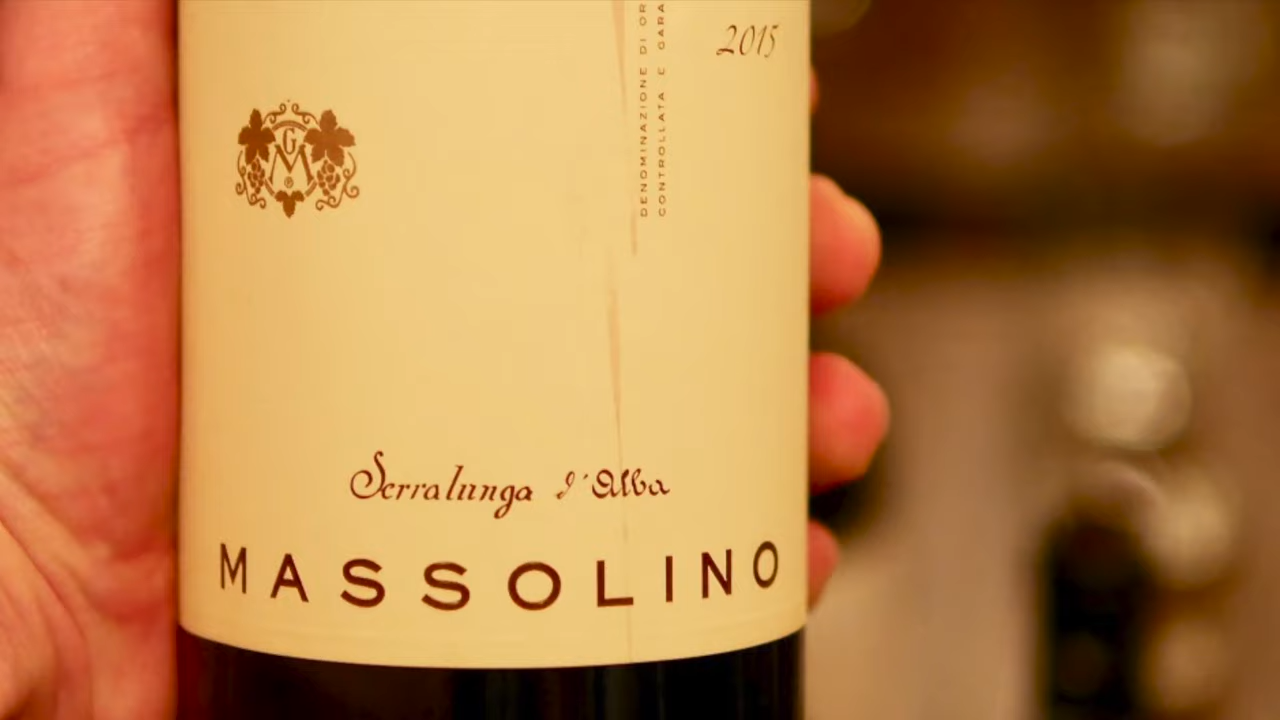 2015
DENOMINAZIONE DI OR
CONTROLLATA E GARA
G
M
®
Serralunga d'Alba
MASSOLINO